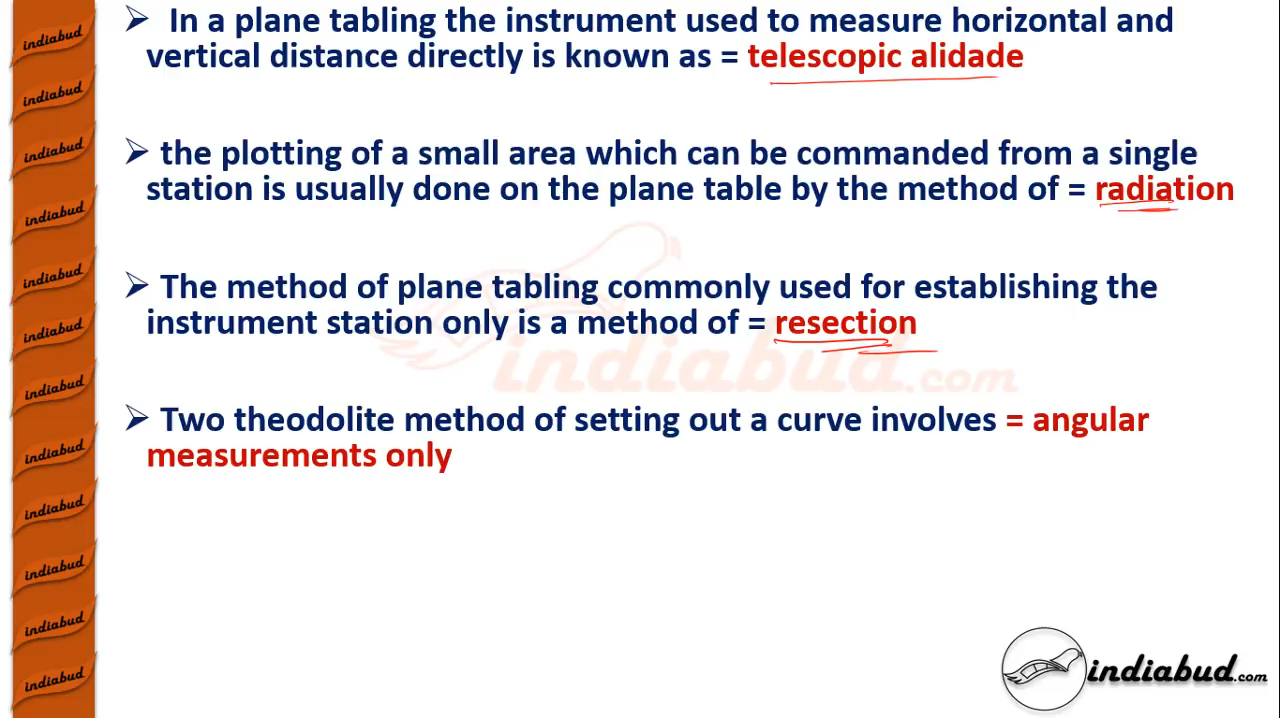 ➢ In a plane tabling the instrument used to measure horizontal and
vertical distance directly is known as = telescopic alidade
➢ the plotting of a small area which can be commanded from a single
station is usually done on the plane table by the method of = radiation
➢ The method of plane tabling commonly used for establishing the
instrument station only is a method of = resection
➢ Two theodolite method of setting out a curve involves = angular
measurements only
indiabud.com
indiabud
indiabud
indiabud
indiabud
indiabud
indiabud
indiabud
indiabud
indiabud
indiabud
indiabud
indiabud
indiabud.com